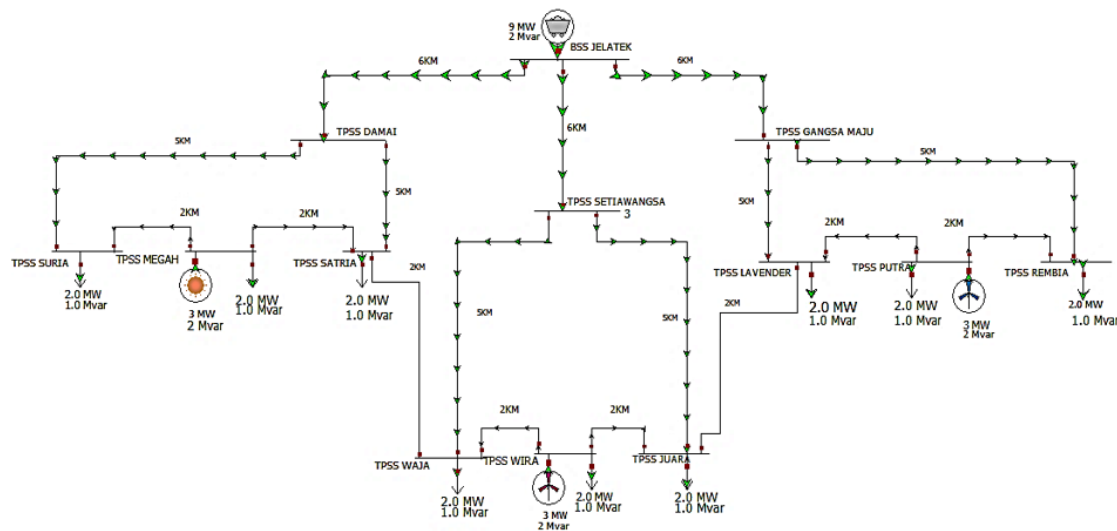 9 MW
2 Mvar
BSS JELATEK
6KM
6KM
6KM
TPSS DAMAI
TPSS GANGSA MAJU
5KM
5KM
5KM
5KM
TPSS SETIAWANGSA
3
2KM
2KM
2KM
2KM
TPSS SURIA
TPSS MEGAH
TPSS SATRIA
2KM
TPSS LAVENDER
TPSS PUTRA
TPSS REMBIA
2KM
2.0 MW
1.0 Mvar
3 MW
2 Mvar
2.0 MW
1.0 Mvar
2.0 MW
1.0 Mvar
5KM
5KM
2.0 MW
1.0 Mvar
2.0 MW
1.0 Mvar
3 MW
2 Mvar
2.0 MW
1.0 Mvar
2KM
2KM
TPSS WAJA
TPSS WIRA
TPSS JUARA
2.0 MW
1.0 Mvar
3 MW
2 Mvar
2.0 MW
1.0 Mvar
2.0 MW
1.0 Mvar